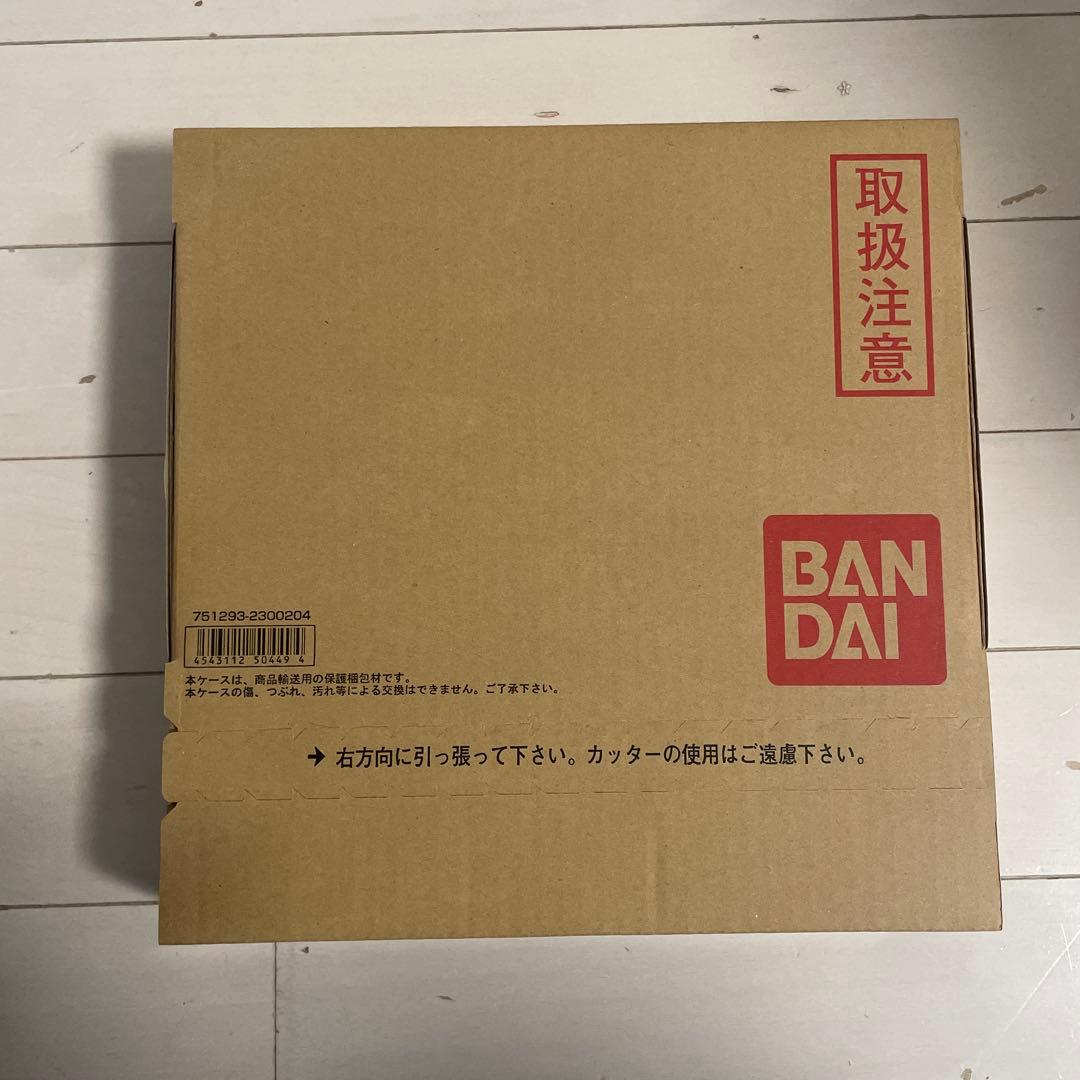 取扱注意
BAN
DAI
751293-2300204
4543112 50449 4
本ケースは、商品輸送用の保護梱包材です。
本ケースの傷、つぶれ、汚れ等による交換はできません。ご了承下さい。
→ 右方向に引っ張って下さい。カッターの使用はご遠慮下さい。